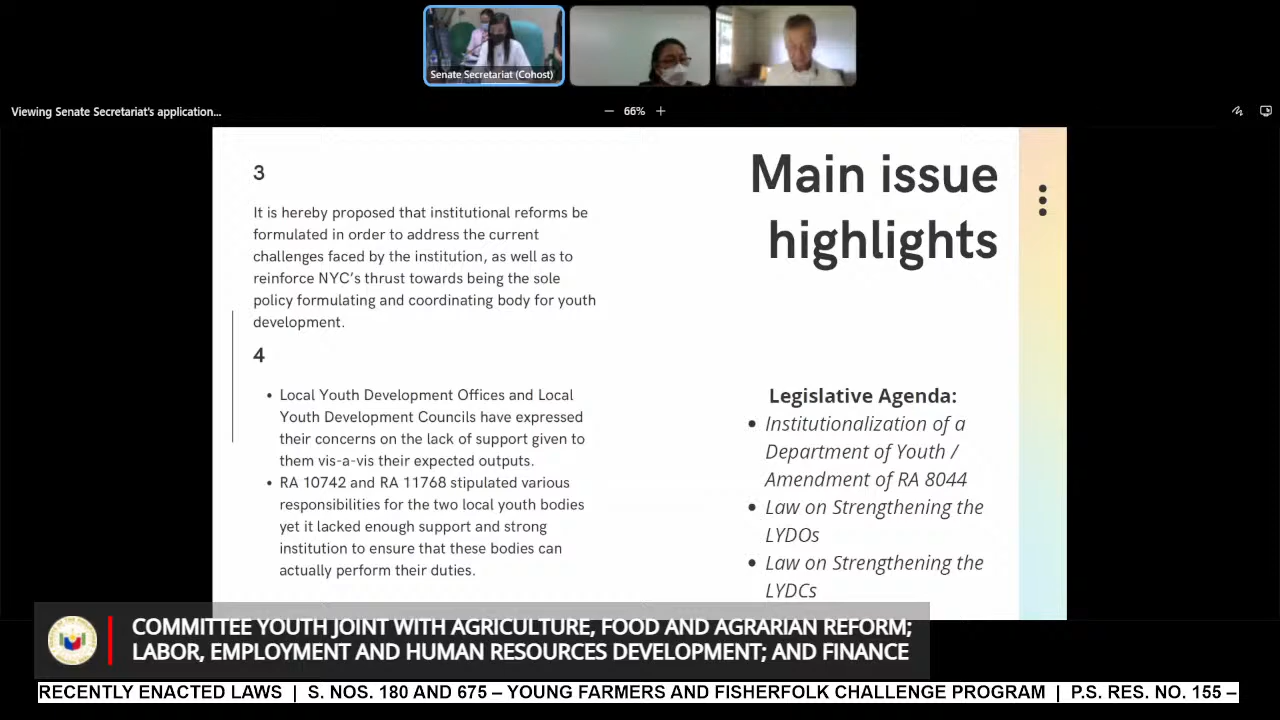 Senate Secretariat (Cohost)
Viewing Senate Secretariat's application...
66%
3
It is hereby proposed that institutional reforms be
formulated in order to address the current
challenges faced by the institution, as well as to
reinforce NYC's thrust towards being the sole
policy formulating and coordinating body for youth
development.
4
• Local Youth Development Offices and Local
Youth Development Councils have expressed
their concerns on the lack of support given to
them vis-a-vis their expected outputs.
• RA 10742 and RA 11768 stipulated various
responsibilities for the two local youth bodies
yet it lacked enough support and strong
institution to ensure that these bodies can
actually perform their duties.
Main issue
highlights
Legislative Agenda:
• Institutionalization of a
Department of Youth /
Amendment of RA 8044
• Law on Strengthening the
LYDOs
• Law on Strengthening the
LYDCs
COMMITTEE YOUTH JOINT WITH AGRICULTURE, FOOD AND AGRARIAN REFORM;
LABOR, EMPLOYMENT AND HUMAN RESOURCES DEVELOPMENT; AND FINANCE
RECENTLY ENACTED LAWS | S. NOS. 180 AND 675 – YOUNG FARMERS AND FISHERFOLK CHALLENGE PROGRAM | P.S. RES. NO. 155 –